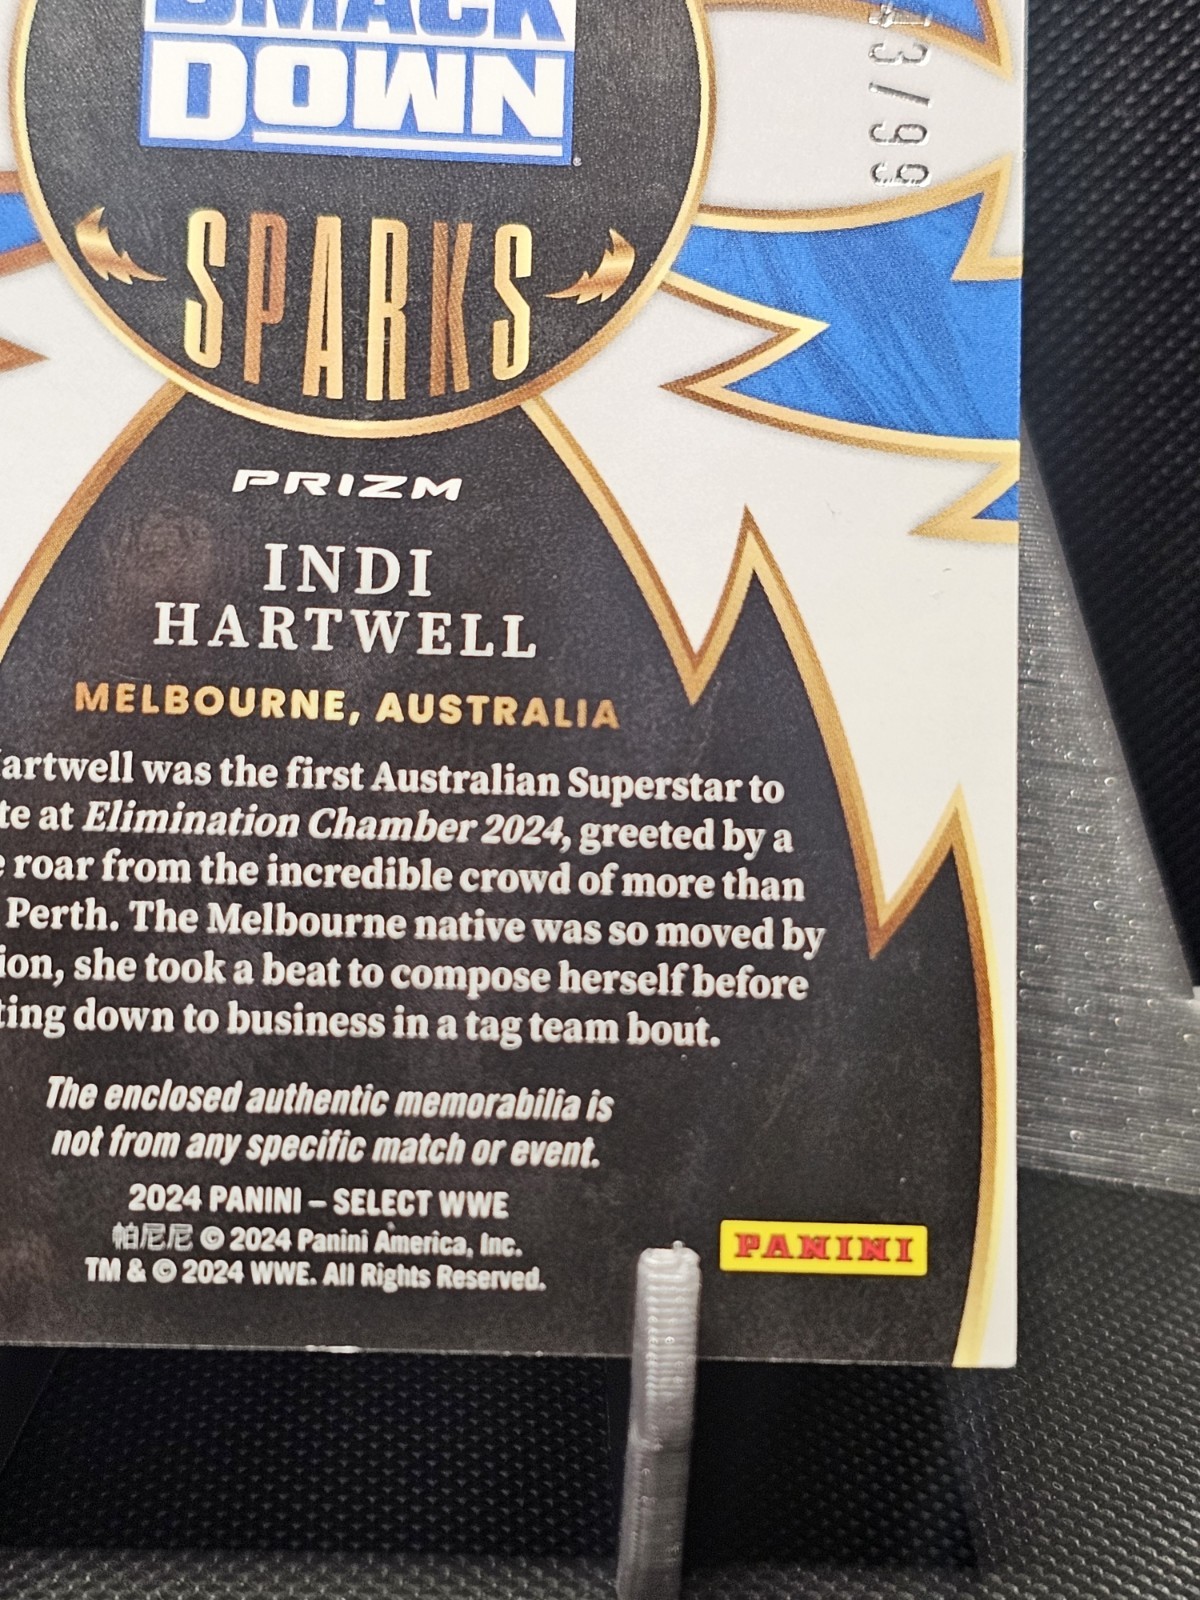 SMACK
DOWN
3/99
SPARKS
PRIZM
INDI
HARTWELL
MELBOURNE, AUSTRALIA
artwell was the first Australian Superstar to
te at Elimination Chamber 2024, greeted by a
e roar from the incredible crowd of more than
Perth. The Melbourne native was so moved by
ion, she took a beat to compose herself before
ting down to business in a tag team bout.
The enclosed authentic memorabilia is
not from any specific match or event.
2024 PANINI – SELECT WWE
帕尼尼 © 2024 Panini America, Inc.
TM & © 2024 WWE. All Rights Reserved.
PANINI